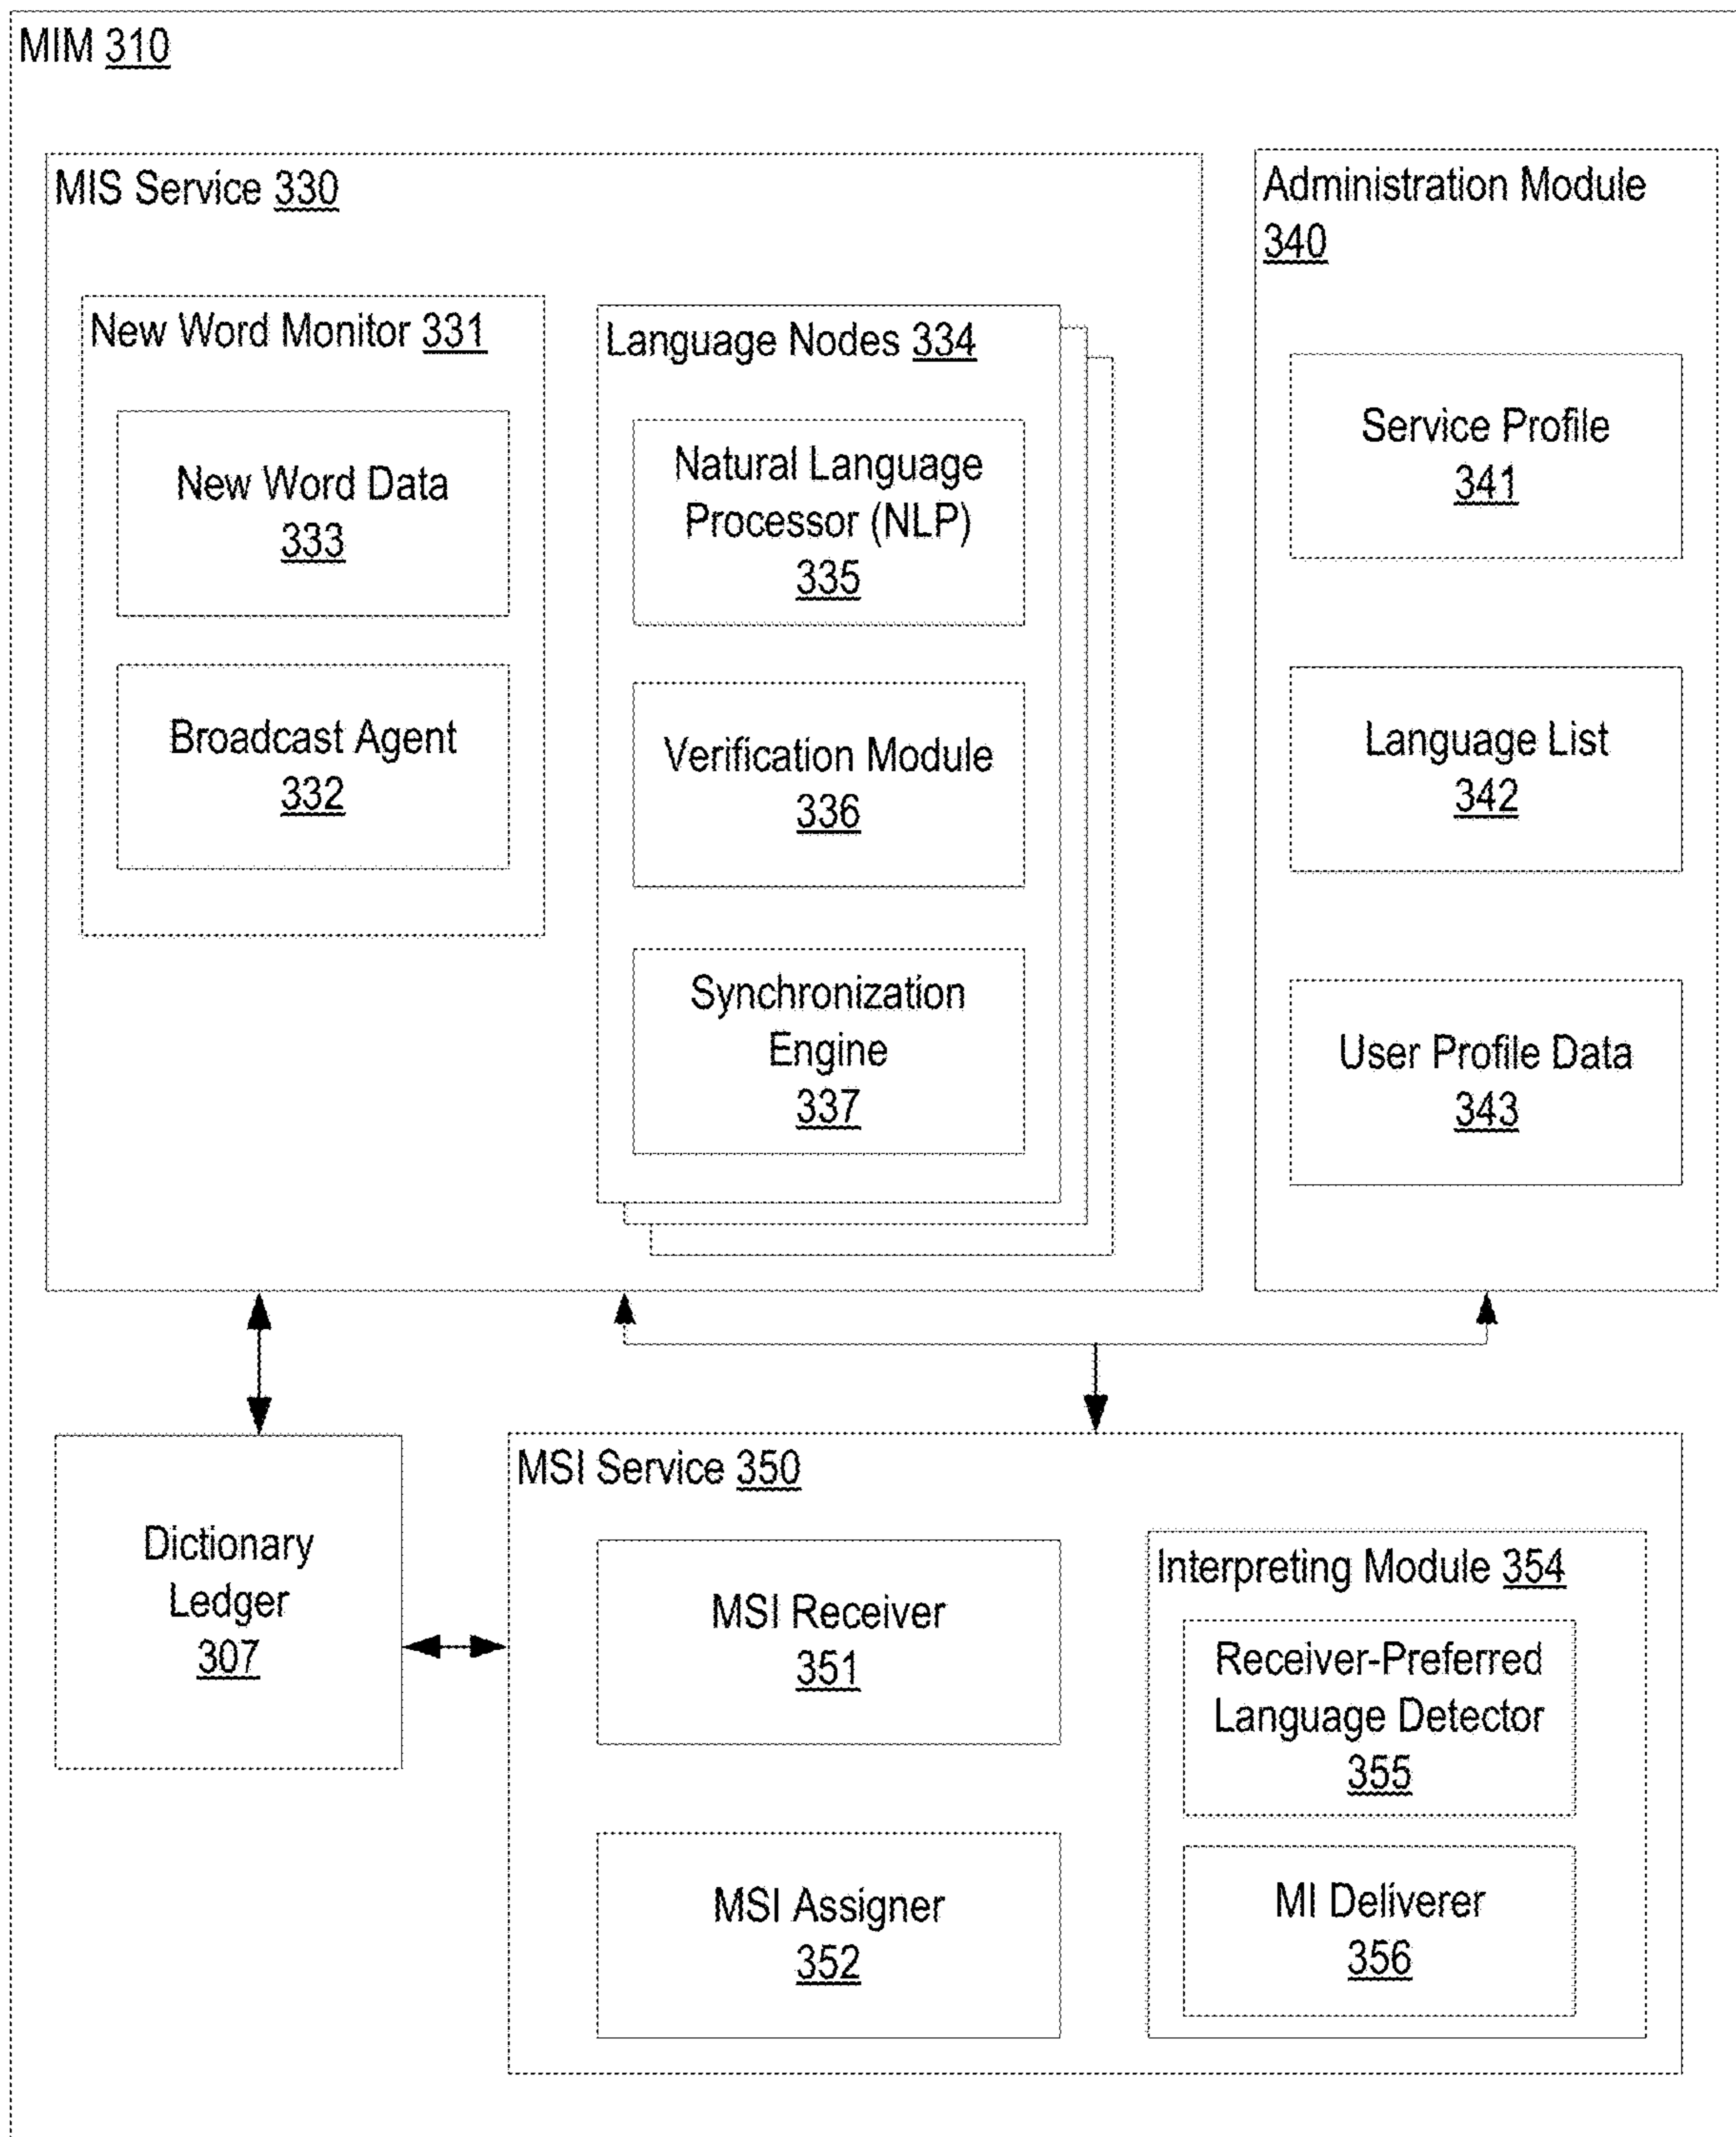 MIM 310
MIS Service 330
New Word Monitor 331
New Word Data
333
Broadcast Agent
332
Language Nodes 334
Natural Language
Processor (NLP)
335
Verification Module
336
Synchronization
Engine
337
Administration Module
340
Service Profile
341
Language List
342
User Profile Data
343
Dictionary
Ledger
307
MSI Service 350
MSI Receiver
351
MSI Assigner
352
Interpreting Module 354
Receiver-Preferred
Language Detector
355
MI Deliverer
356